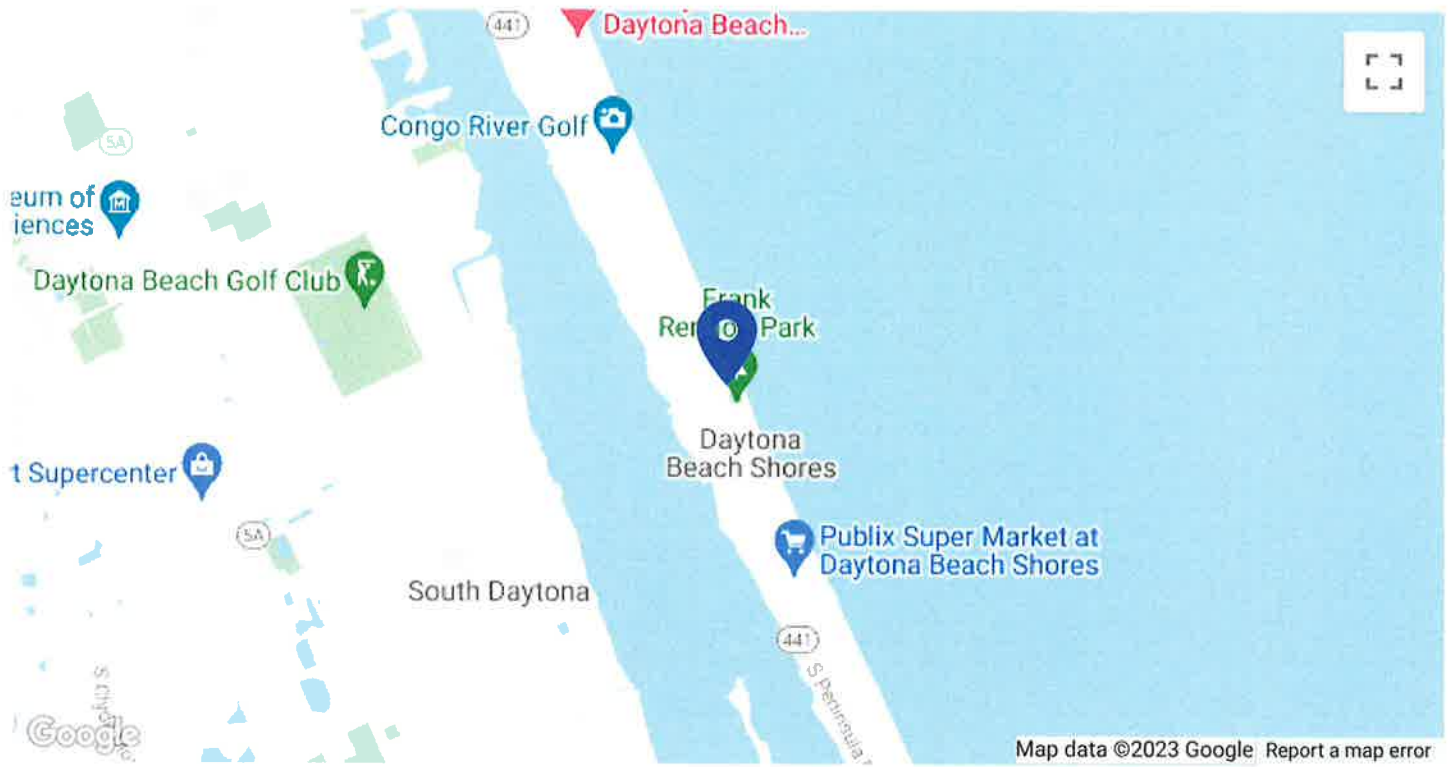 441
Daytona Beach...
Congo River Golf
5A
eum of
iences
Daytona Beach Golf Club
Frank
Park
Daytona
Beach Shores
t Supercenter
5A
Publix Super Market at
Daytona Beach Shores
South Daytona
441
S Peninsula
Google
Map data ©2023 Google Report a map error